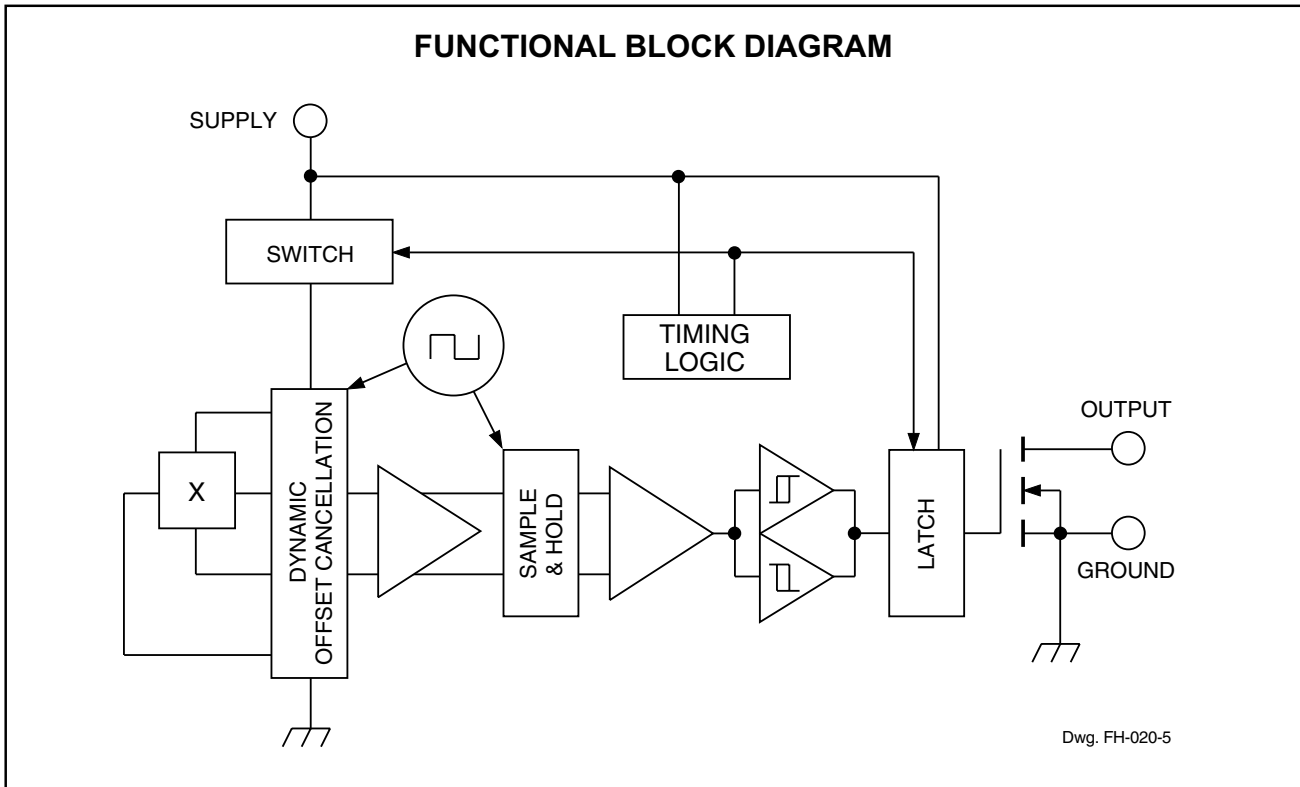 FUNCTIONAL BLOCK DIAGRAM
SUPPLY
SWITCH
TIMING
LOGIC
X
DYNAMIC
OFFSET CANCELLATION
SAMPLE
& HOLD
LATCH
OUTPUT
GROUND
Dwg. FH-020-5